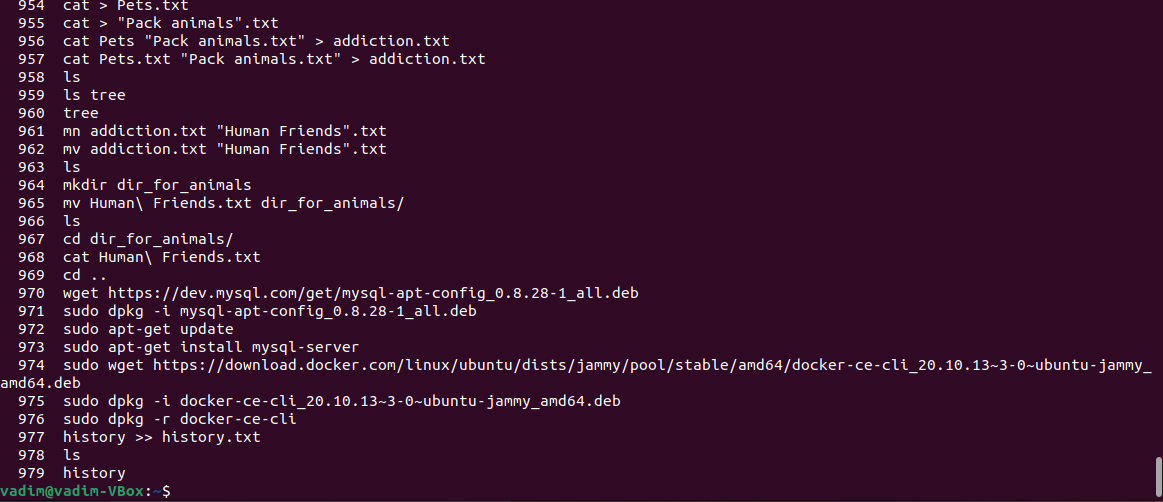 954  cat > Pets.txt
955  cat > "Pack animals".txt
956  cat Pets "Pack animals.txt" > addiction.txt
957  cat Pets.txt "Pack animals.txt" > addiction.txt
958  ls
959  ls tree
960  tree
961  mn addiction.txt "Human Friends".txt
962  mv addiction.txt "Human Friends".txt
963  ls
964  mkdir dir_for_animals
965  mv Human\ Friends.txt dir_for_animals/
966  ls
967  cd dir_for_animals/
968  cat Human\ Friends.txt
969  cd ..
970  wget https://dev.mysql.com/get/mysql-apt-config_0.8.28-1_all.deb
971  sudo dpkg -i mysql-apt-config_0.8.28-1_all.deb
972  sudo apt-get update
973  sudo apt-get install mysql-server
974  sudo wget https://download.docker.com/linux/ubuntu/dists/jammy/pool/stable/amd64/docker-ce-cli_20.10.13~3-0~ubuntu-jammy_
amd64.deb
975  sudo dpkg -i docker-ce-cli_20.10.13~3-0~ubuntu-jammy_amd64.deb
976  sudo dpkg -r docker-ce-cli
977  history >> history.txt
978  ls
979  history
vadim@vadim-VBox:~$